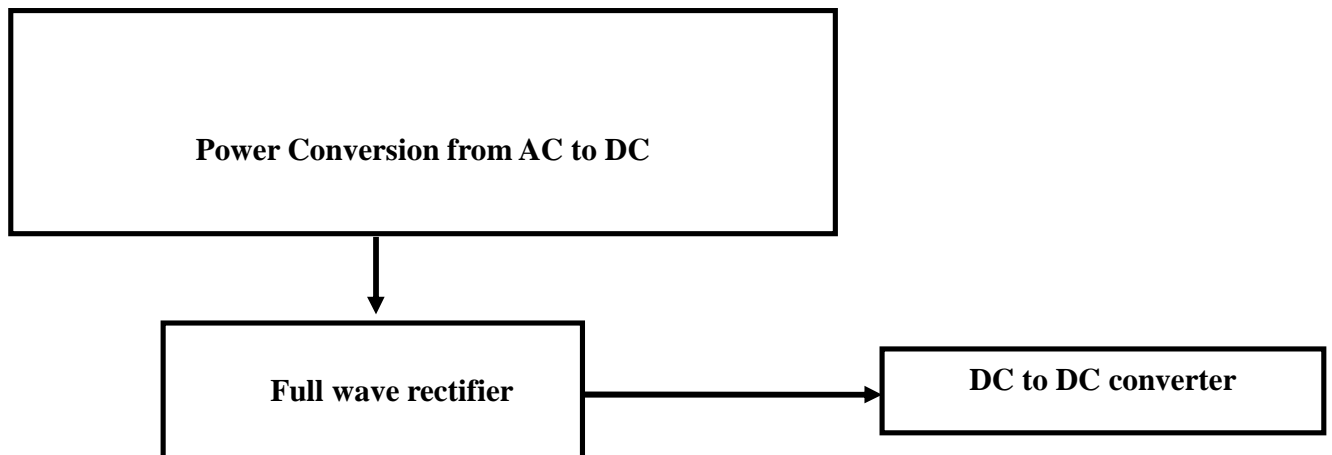 Power Conversion from AC to DC
Full wave rectifier
DC to DC converter